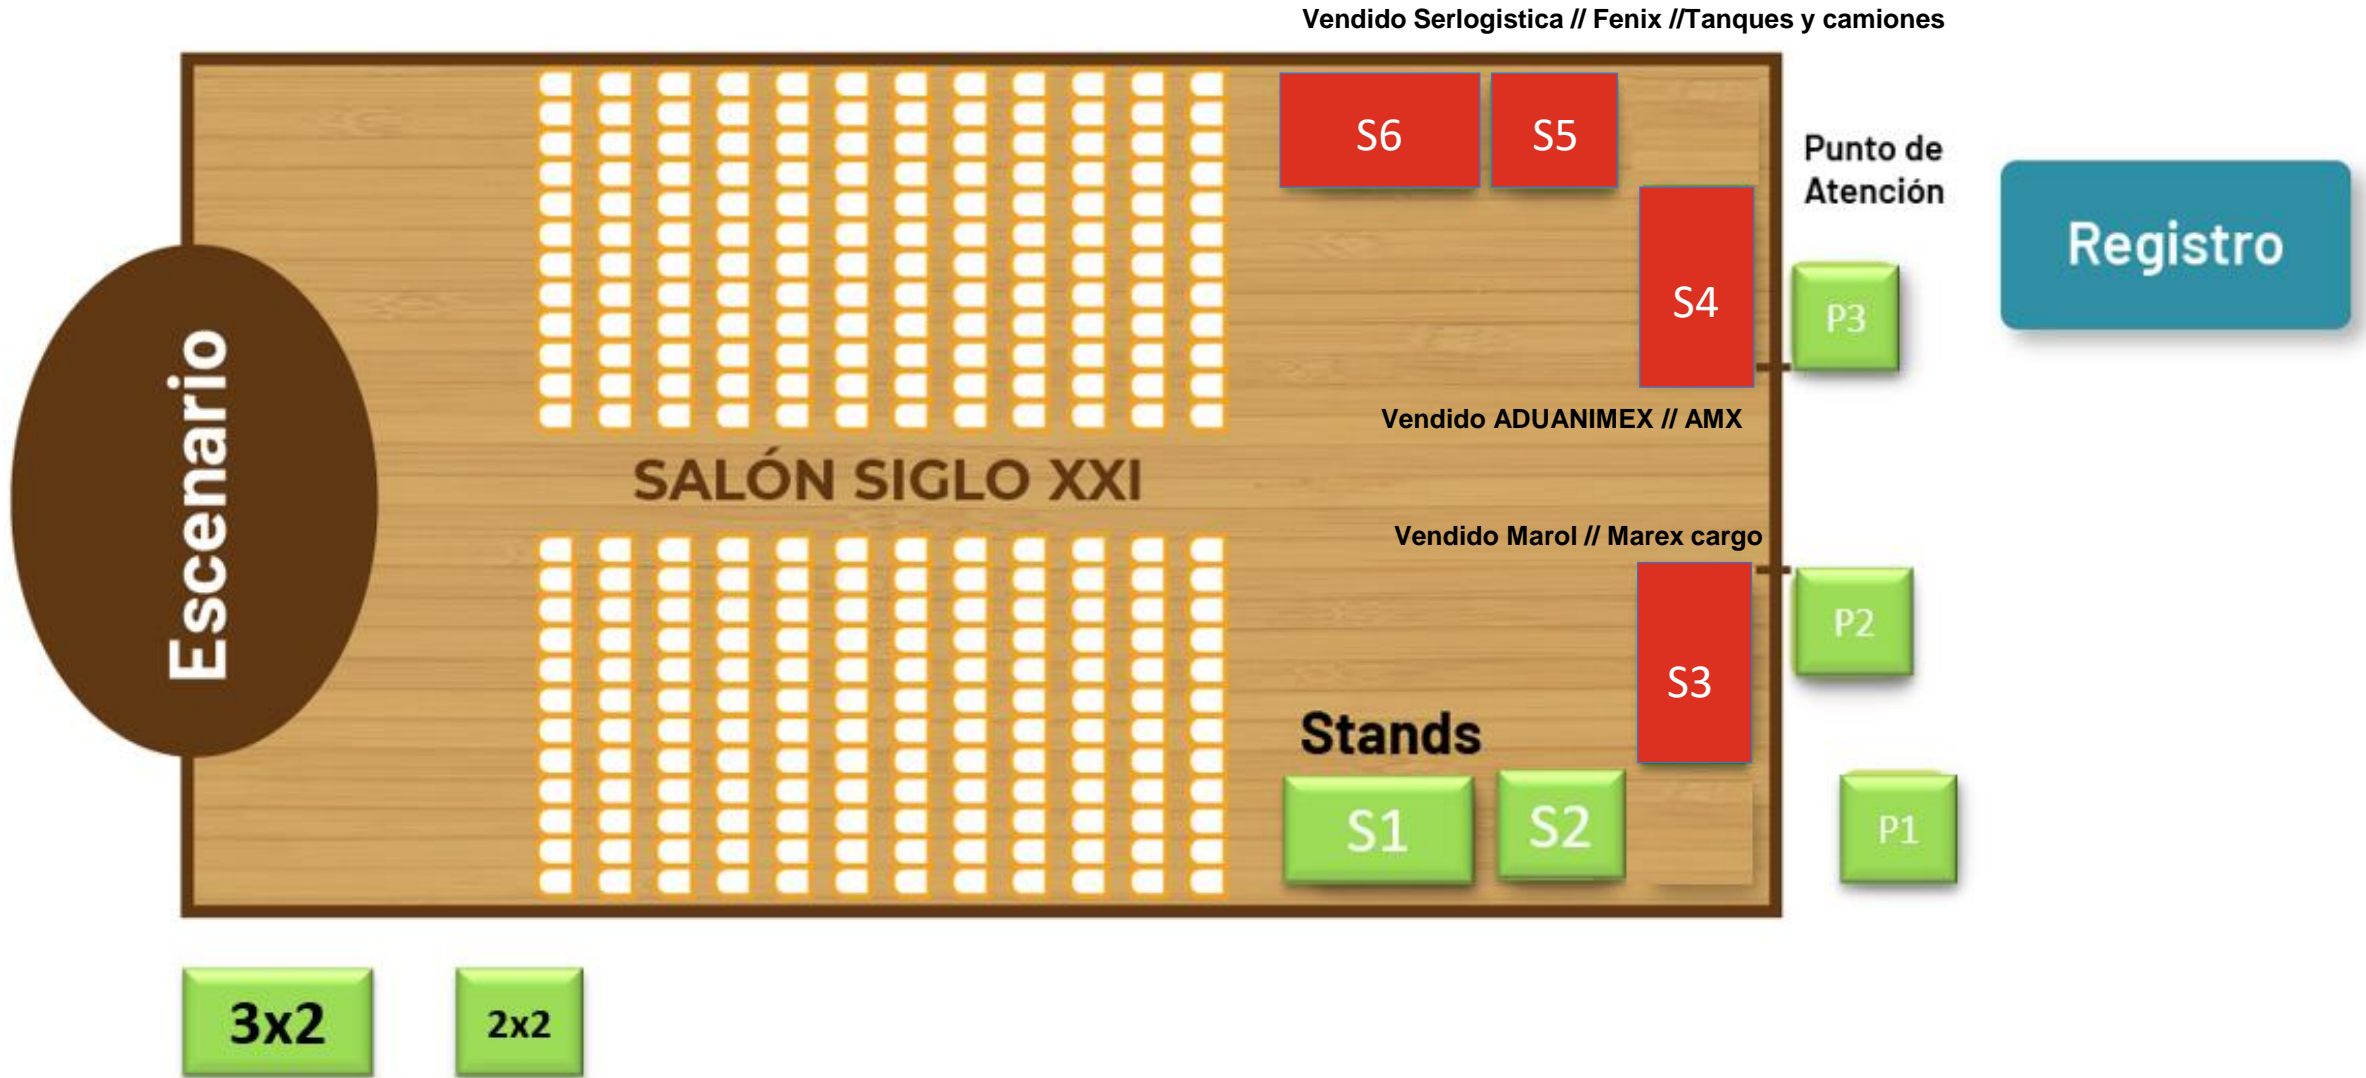 Vendido Serlogistica // Fenix //Tanques y camiones
S6
S5
Punto de
Atención
Registro
S4
P3
Escenario
Vendido ADUANIMEX // AMX
SALÓN SIGLO XXI
Vendido Marol // Marex cargo
P2
S3
Stands
S1
S2
P1
3x2
2x2